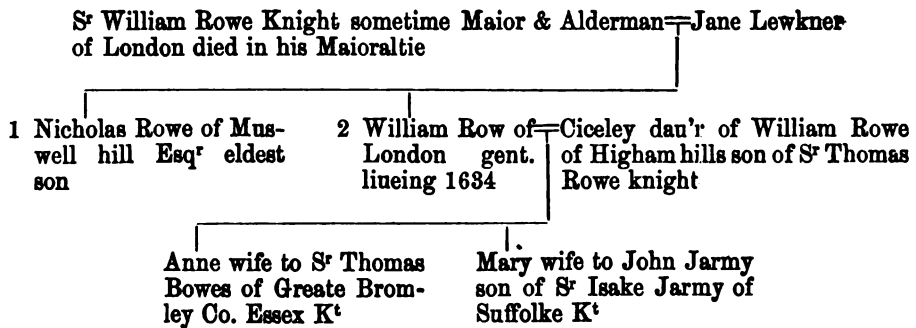 Sʳ William Rowe Knight sometime Maior & Alderman=Jane Lewkner
of London died in his Maioraltie
1 Nicholas Rowe of Mus-
well hill Esqʳ eldest
son
2 William Row of=Ciceley dau'r of William Rowe
London gent.
liueing 1634
of Higham hills son of Sʳ Thomas
Rowe knight
Anne wife to Sʳ Thomas
Bowes of Greate Brom-
ley Co. Essex Kᵗ
Mary wife to John Jarmy
son of Sʳ Isake Jarmy of
Suffolke Kᵗ